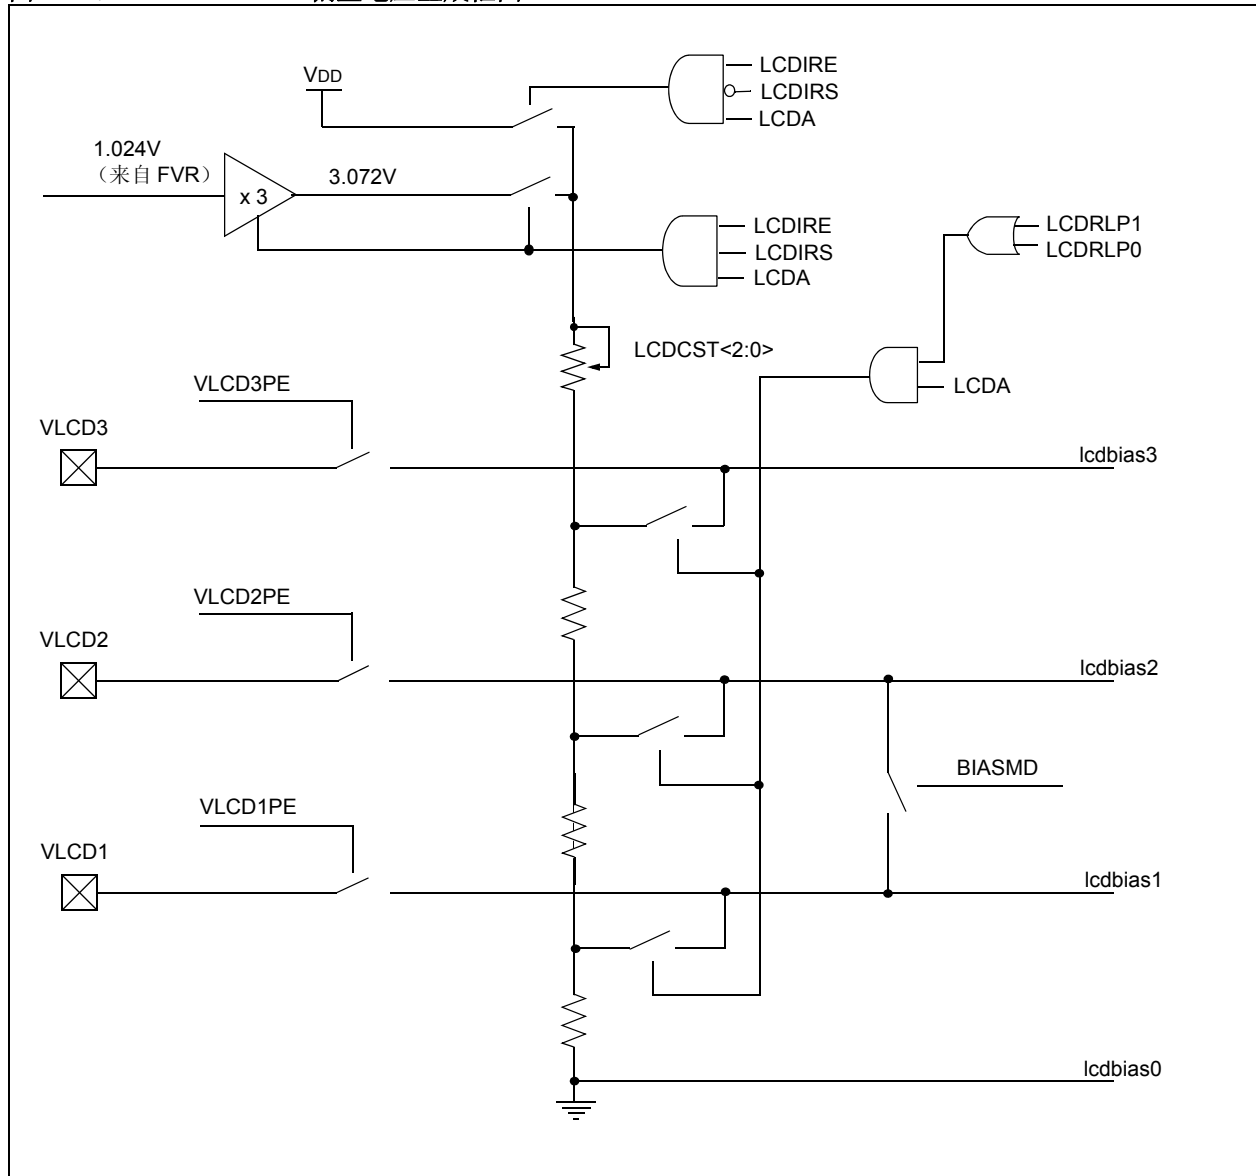 VDD
LCDIRE
LCDIRS
LCDA
1.024V
（来自 FVR）
x 3
3.072V
LCDIRE
LCDIRS
LCDA
LCDRLP1
LCDRLP0
LCDCST<2:0>
LCDA
VLCD3PE
VLCD3
lcdbias3
VLCD2PE
VLCD2
lcdbias2
BIASMD
VLCD1PE
VLCD1
lcdbias1
lcdbias0